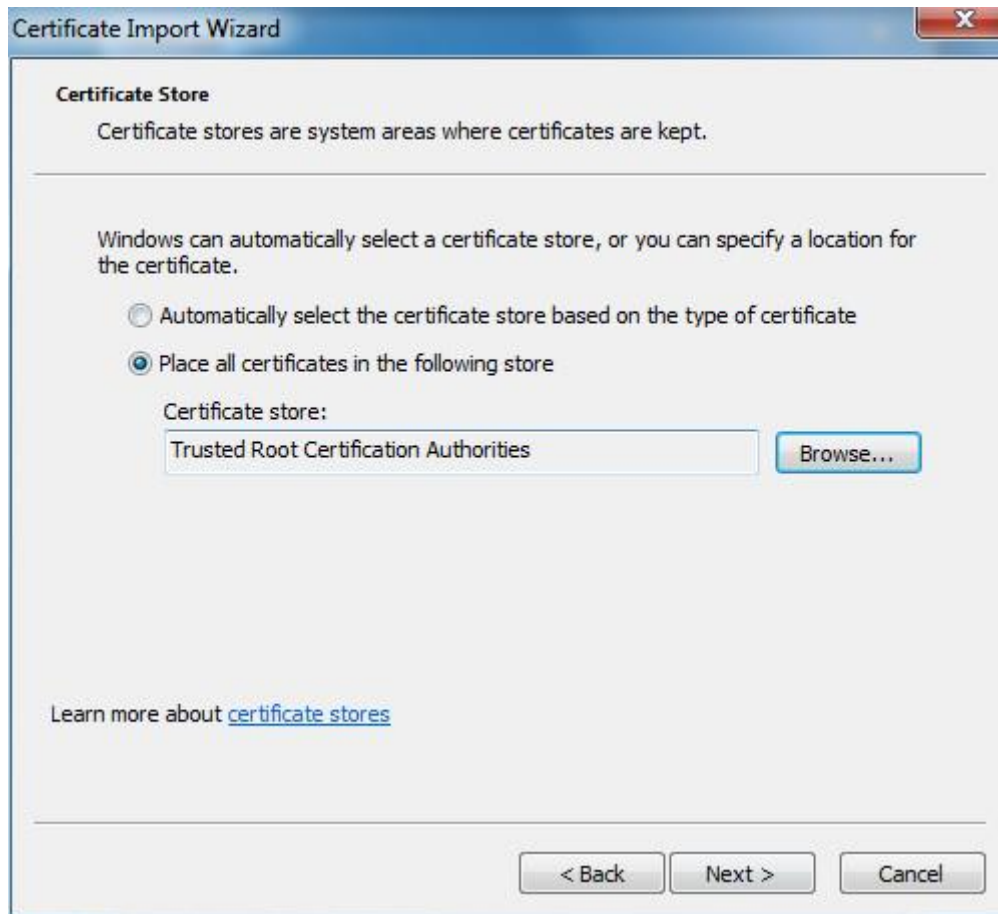 Certificate Import Wizard
Certificate Store
Certificate stores are system areas where certificates are kept.
Windows can automatically select a certificate store, or you can specify a location for
the certificate.
Automatically select the certificate store based on the type of certificate
Place all certificates in the following store
Certificate store:
Trusted Root Certification Authorities
Browse...
Learn more about certificate stores
< Back
Next >
Cancel